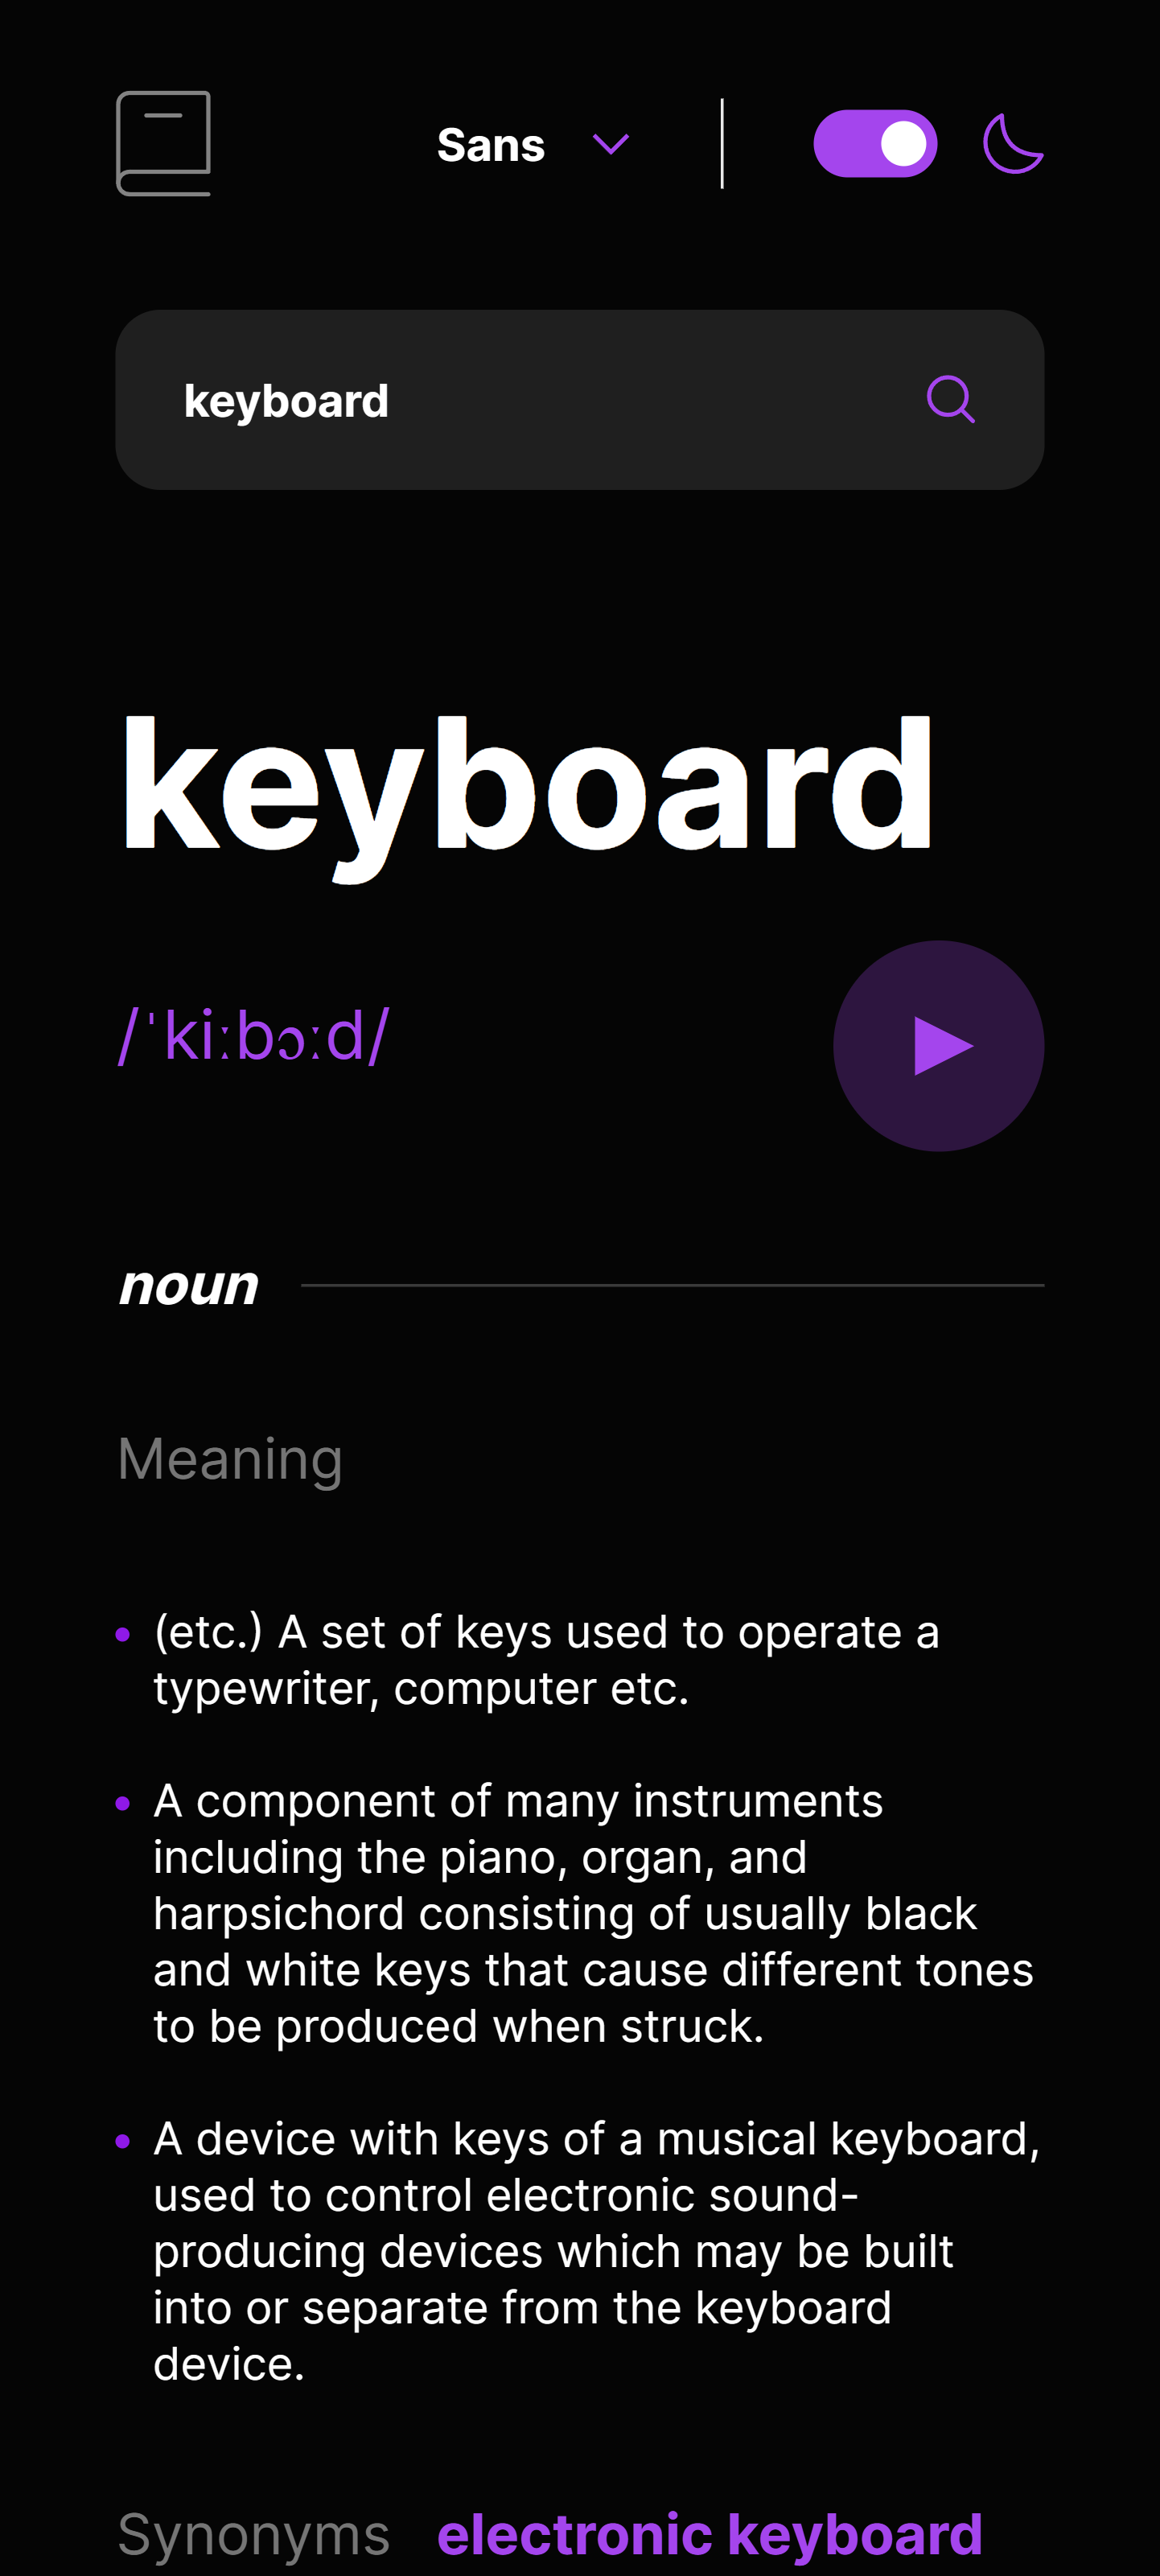 Sans
keyboard
keyboard
/ˈkiːbɔːd/
noun
Meaning
(etc.) A set of keys used to operate a
typewriter, computer etc.
A component of many instruments
including the piano, organ, and
harpsichord consisting of usually black
and white keys that cause different tones
to be produced when struck.
A device with keys of a musical keyboard,
used to control electronic sound-
producing devices which may be built
into or separate from the keyboard
device.
Synonyms electronic keyboard